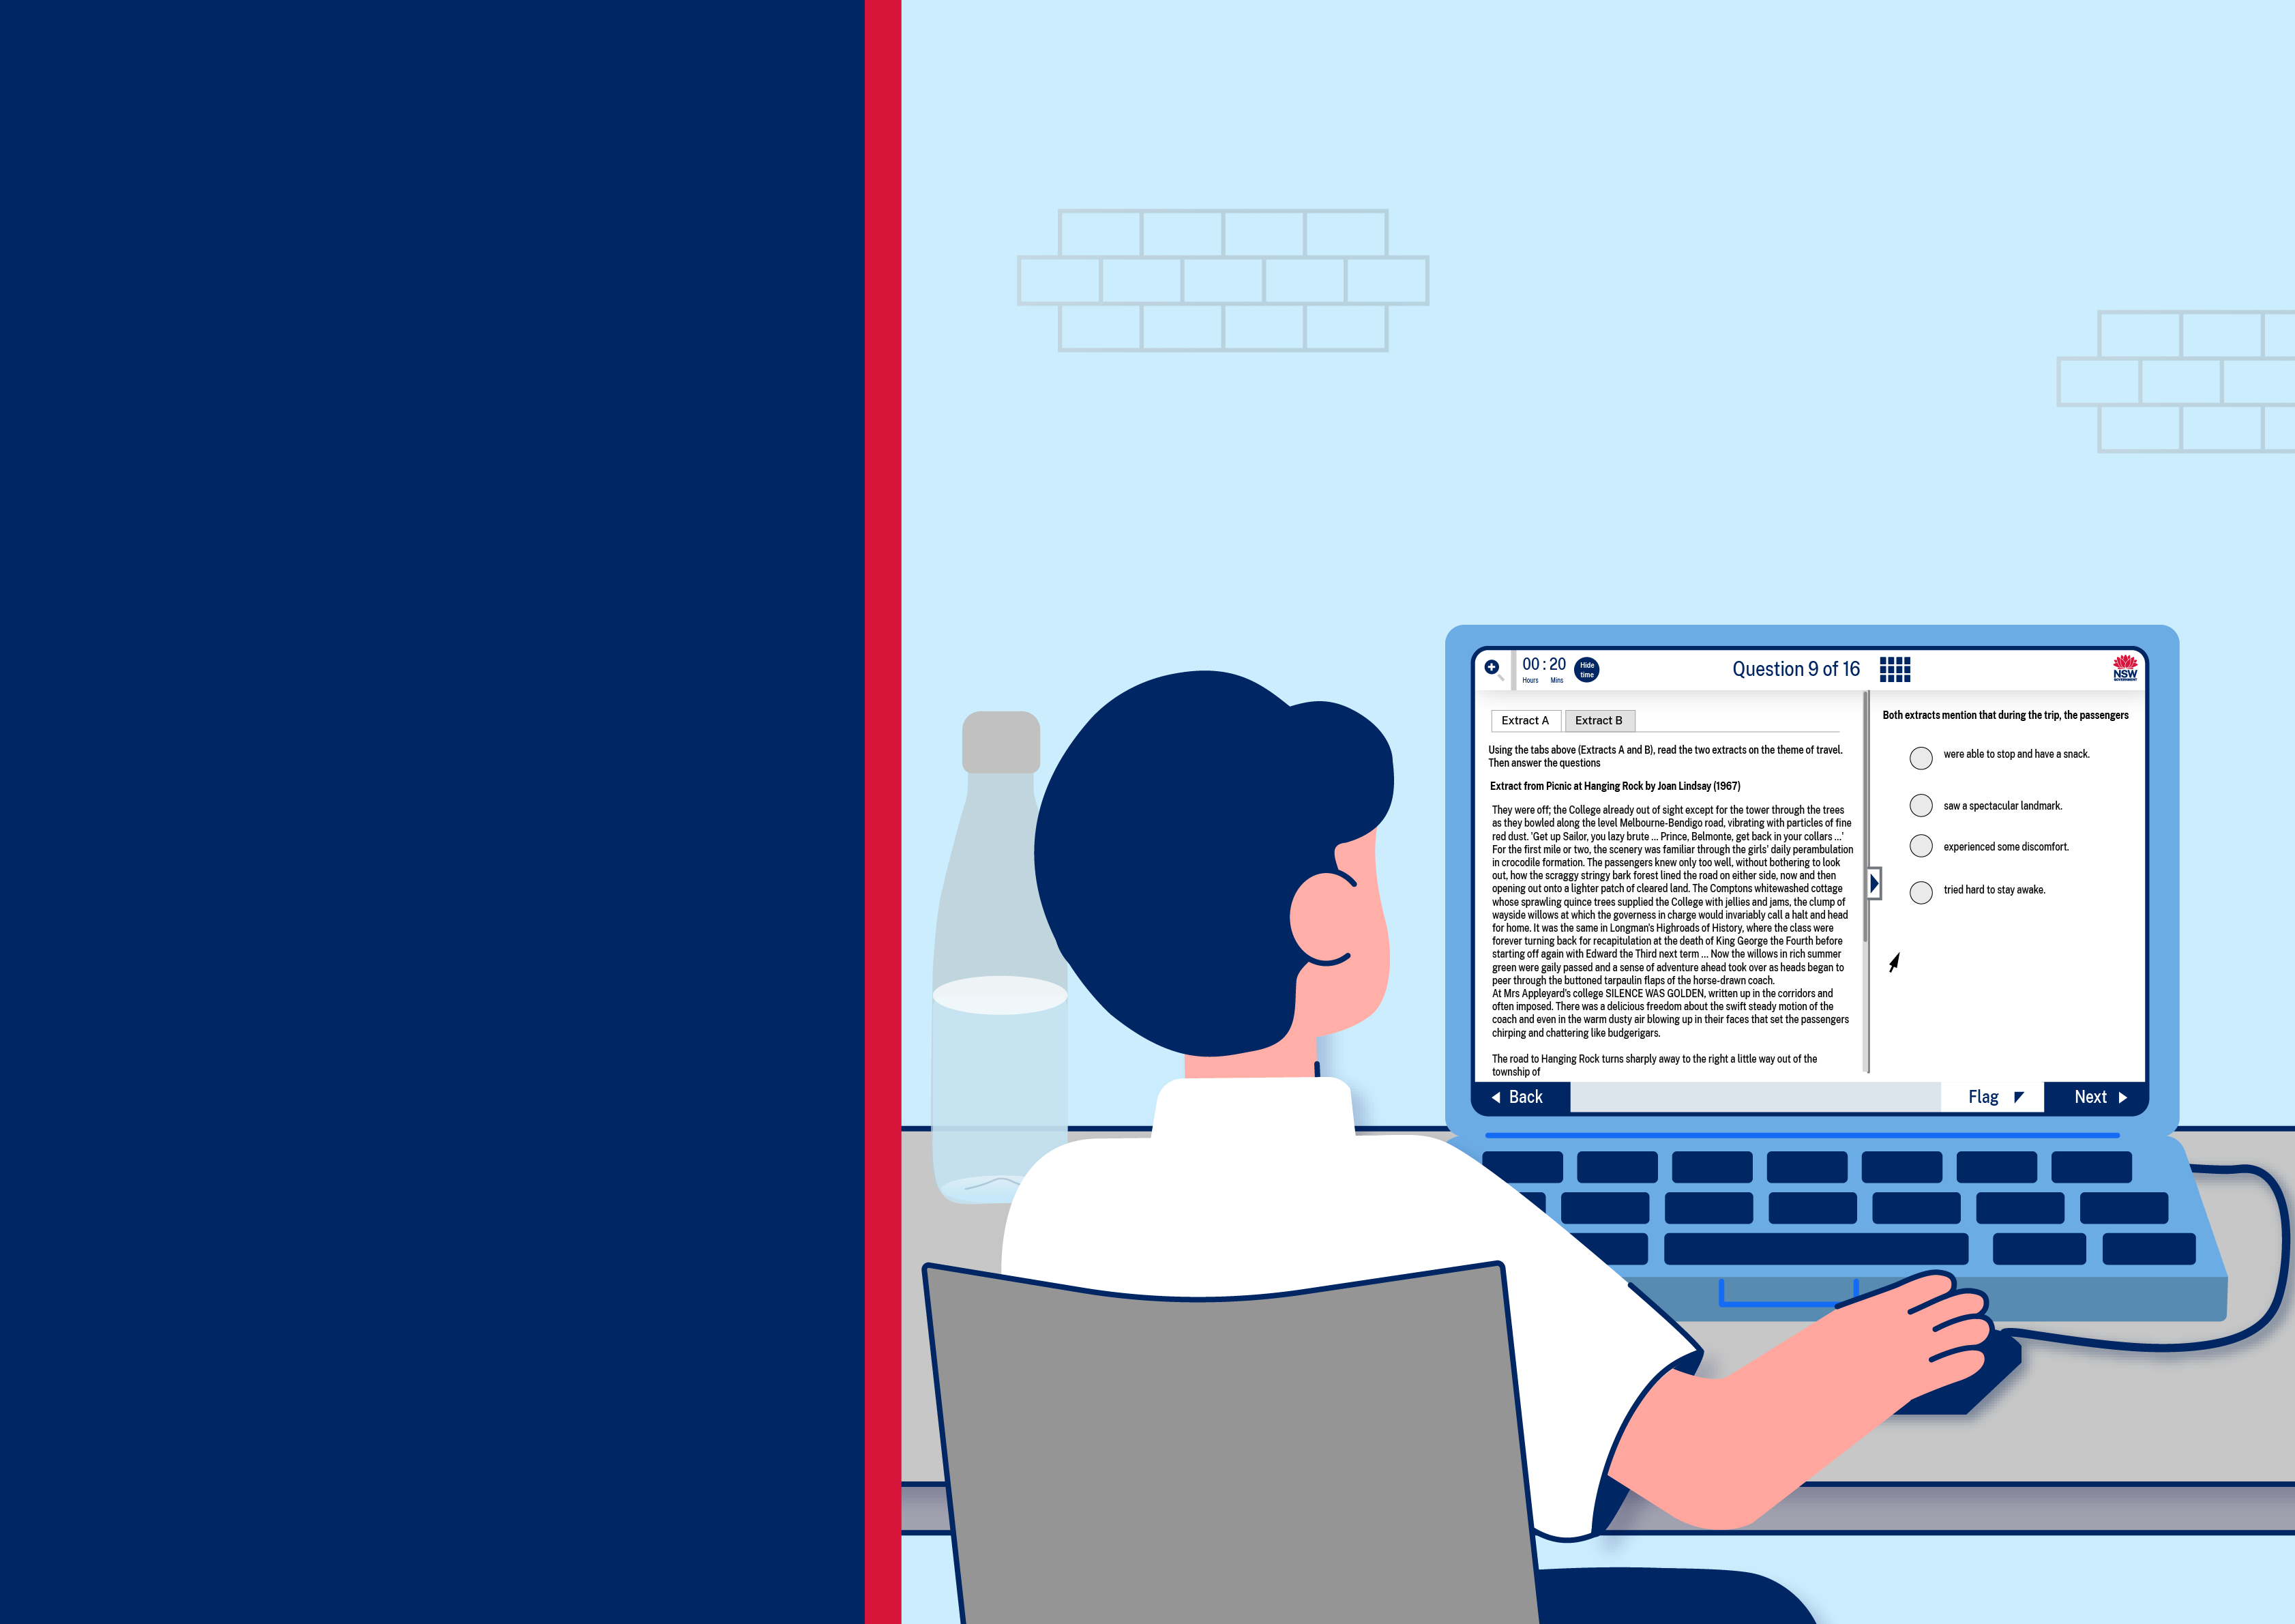 00 : 20
Hours Mins
Hide
time
Question 9 of 16
NSW
GOVERNMENT
Extract A
Extract B
Using the tabs above (Extracts A and B), read the two extracts on the theme of travel.
Then answer the questions
Extract from Picnic at Hanging Rock by Joan Lindsay (1967)
They were off; the College already out of sight except for the tower through the trees
as they bowled along the level Melbourne-Bendigo road, vibrating with particles of fine
red dust. 'Get up Sailor, you lazy brute ... Prince, Belmonte, get back in your collars ...'
For the first mile or two, the scenery was familiar through the girls' daily perambulation
in crocodile formation. The passengers knew only too well, without bothering to look
out, how the scraggy stringy bark forest lined the road on either side, now and then
opening out onto a lighter patch of cleared land. The Comptons whitewashed cottage
whose sprawling quince trees supplied the College with jellies and jams, the clump of
wayside willows at which the governess in charge would invariably call a halt and head
for home. It was the same in Longman's Highroads of History, where the class were
forever turning back for recapitulation at the death of King George the Fourth before
starting off again with Edward the Third next term ... Now the willows in rich summer
green were gaily passed and a sense of adventure ahead took over as heads began to
peer through the buttoned tarpaulin flaps of the horse-drawn coach.
At Mrs Appleyard's college SILENCE WAS GOLDEN, written up in the corridors and
often imposed. There was a delicious freedom about the swift steady motion of the
coach and even in the warm dusty air blowing up in their faces that set the passengers
chirping and chattering like budgerigars.
The road to Hanging Rock turns sharply away to the right a little way out of the
township of
Both extracts mention that during the trip, the passengers
were able to stop and have a snack.
saw a spectacular landmark.
experienced some discomfort.
tried hard to stay awake.
Back
Flag
Next